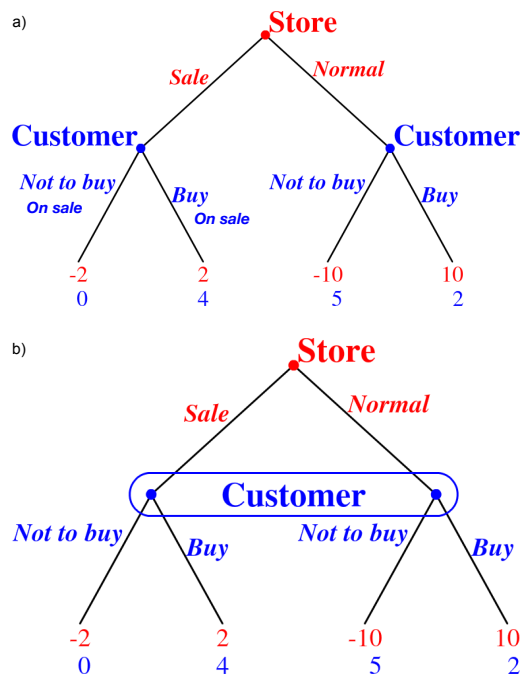 a)
Store
Sale Normal
Customer Customer
Not to buy Buy Not to buy Buy
On sale On sale
-2 2 -10 10
0 4 5 2
b)
Store
Sale Normal
Customer
Not to buy Buy Not to buy Buy
-2 2 -10 10
0 4 5 2